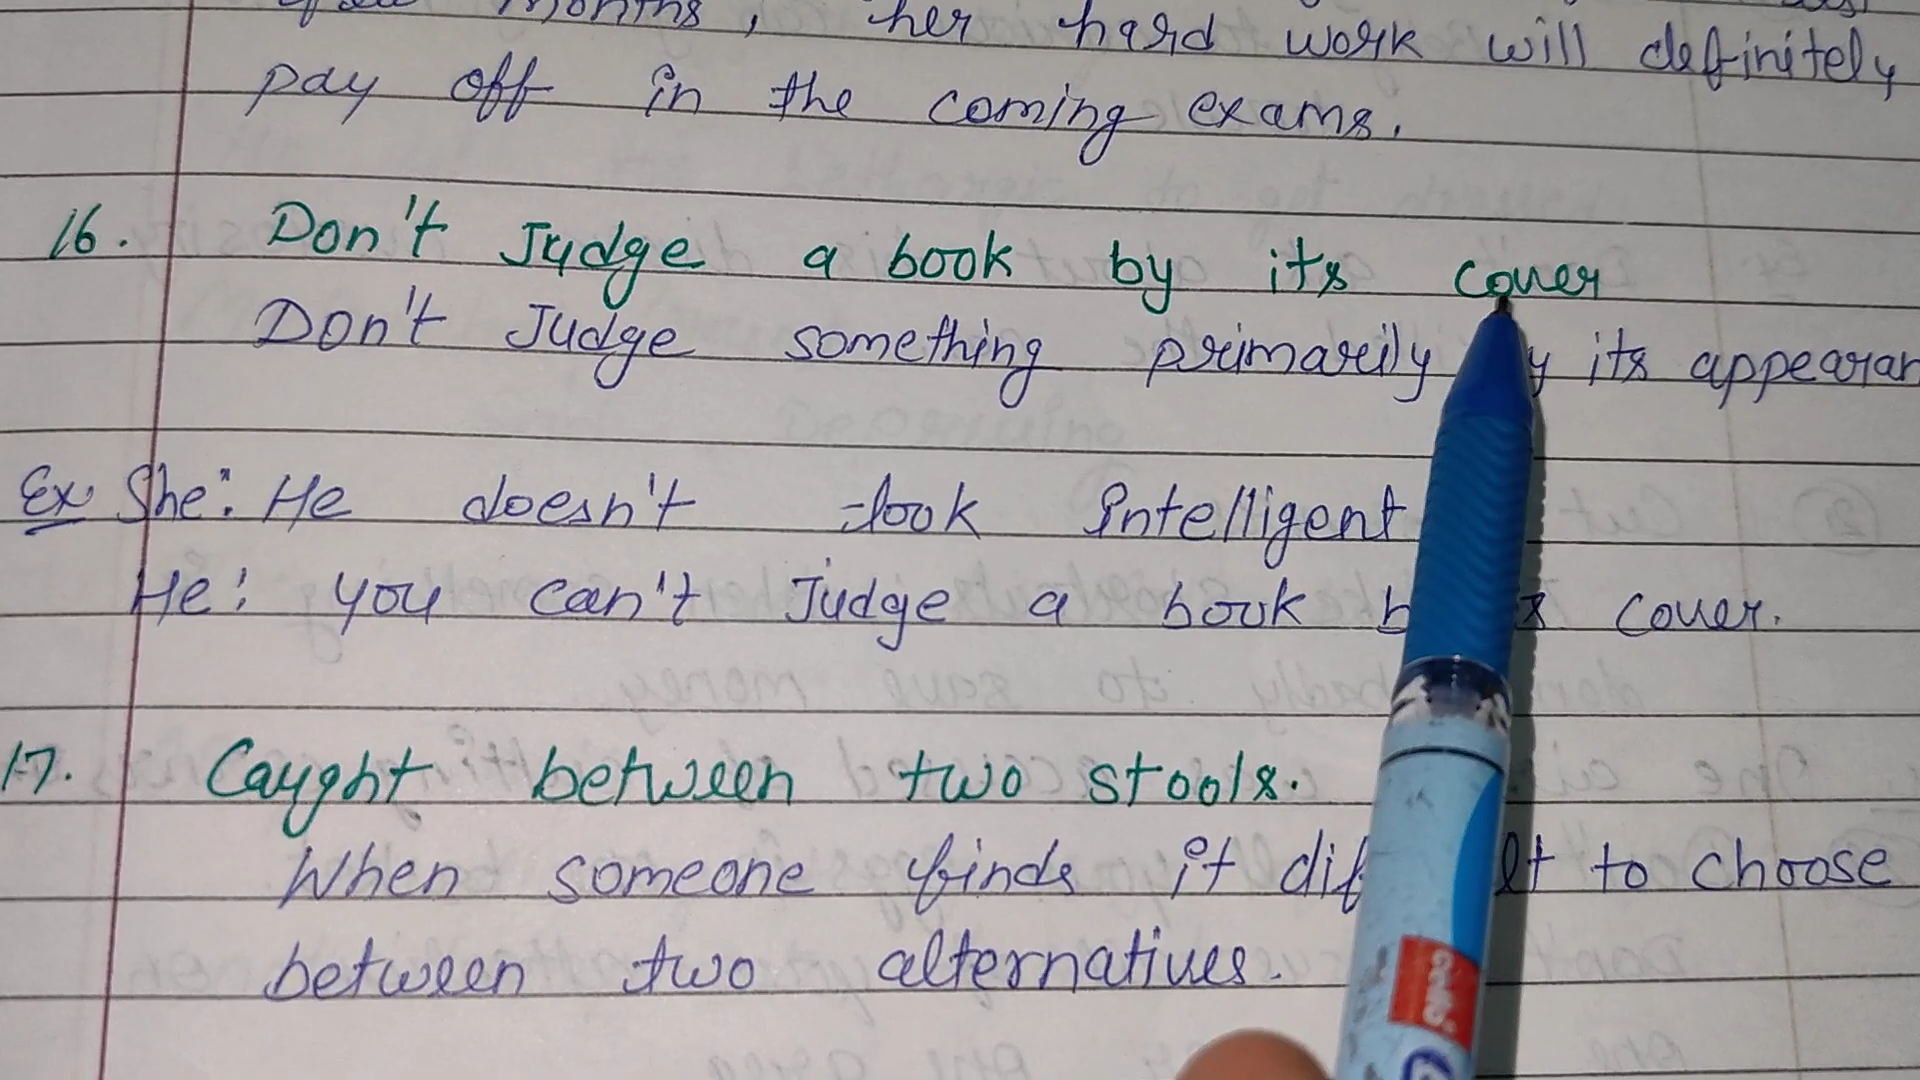 months, her hard work will definitely
pay off in the coming exams.
16. Don't Judge a book by its cover
Don't Judge something primarily its
Ex She: He doesn't look Intelligent
He: you can't Judge a book cover.
17. Caught between two stools.
When someone finds it to choose
between two alternatives.
cello